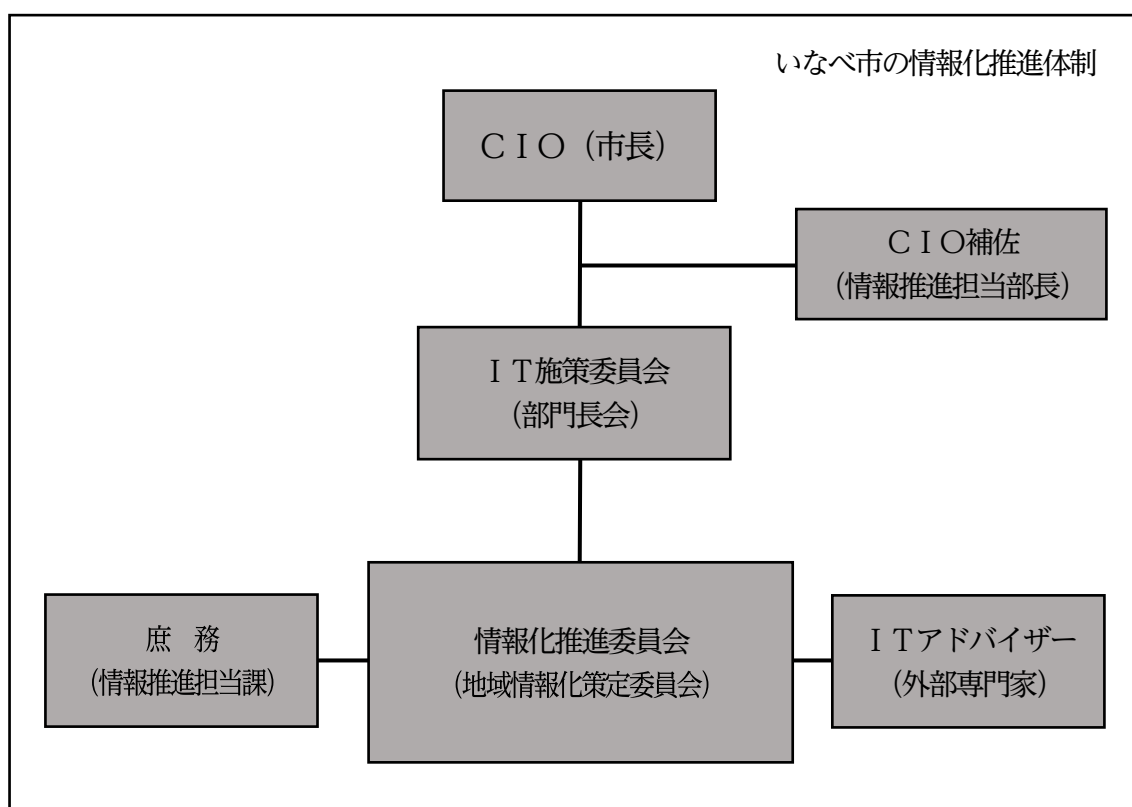 いなべ市の情報化推進体制
ＣＩＯ（市長）
ＣＩＯ補佐
（情報推進担当部長）
ＩＴ施策委員会
（部門長会）
庶　務
（情報推進担当課）
情報化推進委員会
（地域情報化策定委員会）
ＩＴアドバイザー
（外部専門家）